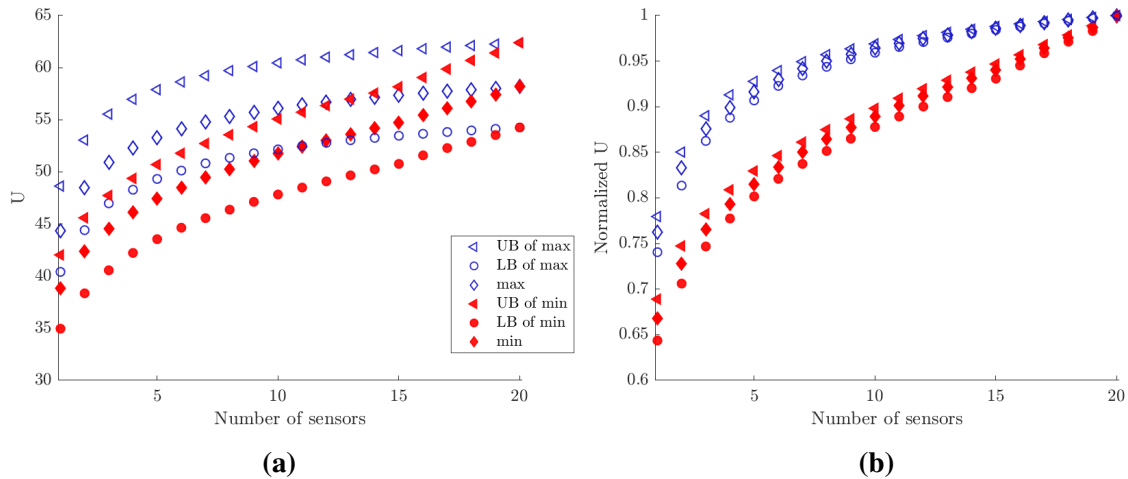 65
60
55
50
45
40
35
30
U
5
10
15
20
Number of sensors
UB of max
LB of max
max
UB of min
LB of min
min
(a)
1
0.95
0.9
0.85
0.8
0.75
0.7
0.65
0.6
Normalized U
5
10
15
20
Number of sensors
(b)